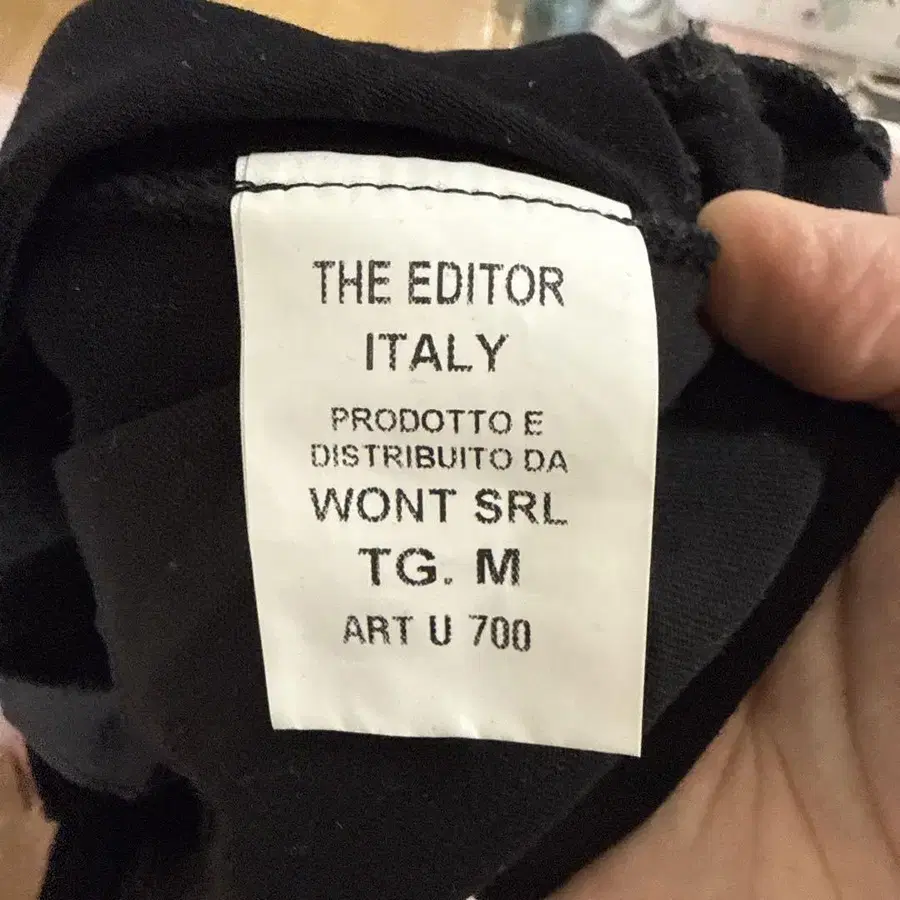 THE EDITOR
ITALY
PRODOTTO E
DISTRIBUITO DA
WONT SRL
TG. M
ART U 700